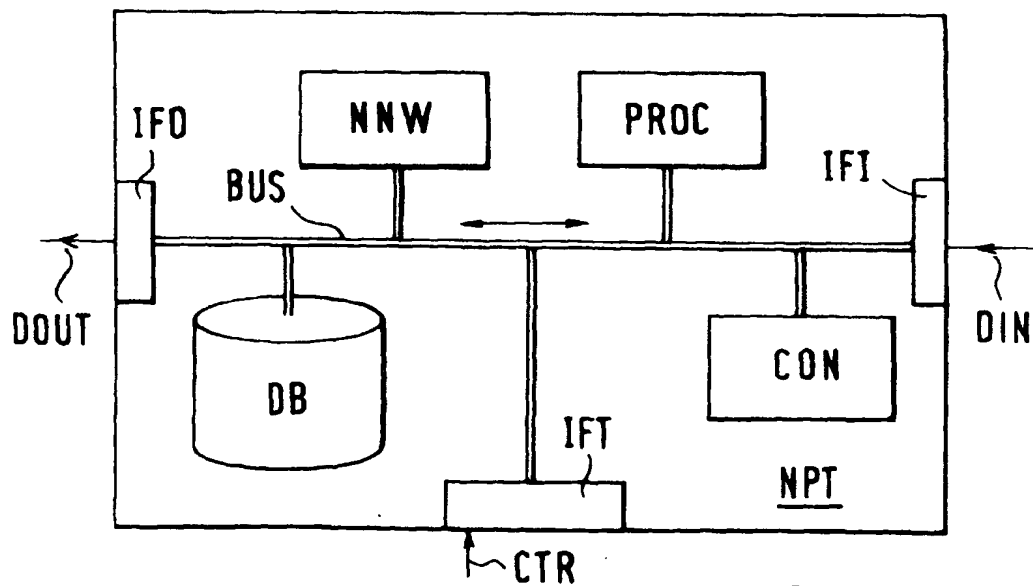 NNW
PROC
IFO
IFI
BUS
DOUT
DIN
DB
CON
IFT
NPT
CTR